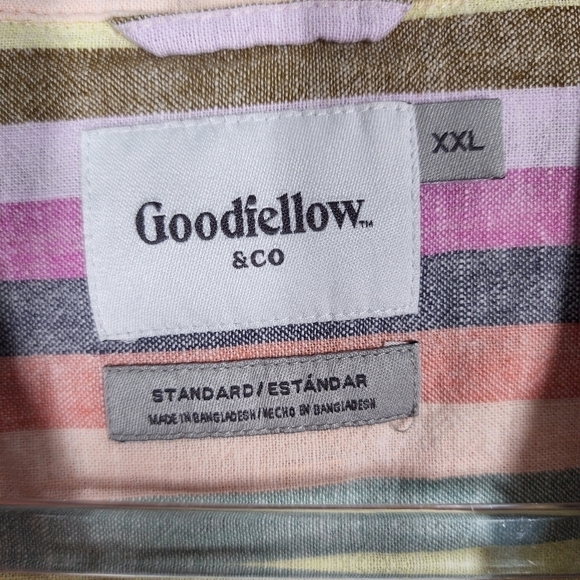 Goodfellow™
&CO
XXL
STANDARD/ESTÁNDAR
MADE IN BANGLADESH/HECHO EN BANGLADESH